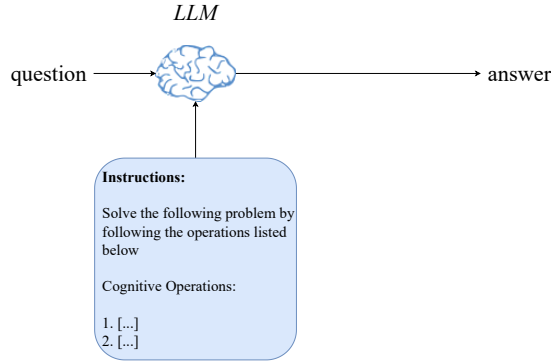 LLM
question
answer
Instructions:
Solve the following problem by
following the operations listed
below
Cognitive Operations:
1. [...]
2. [...]